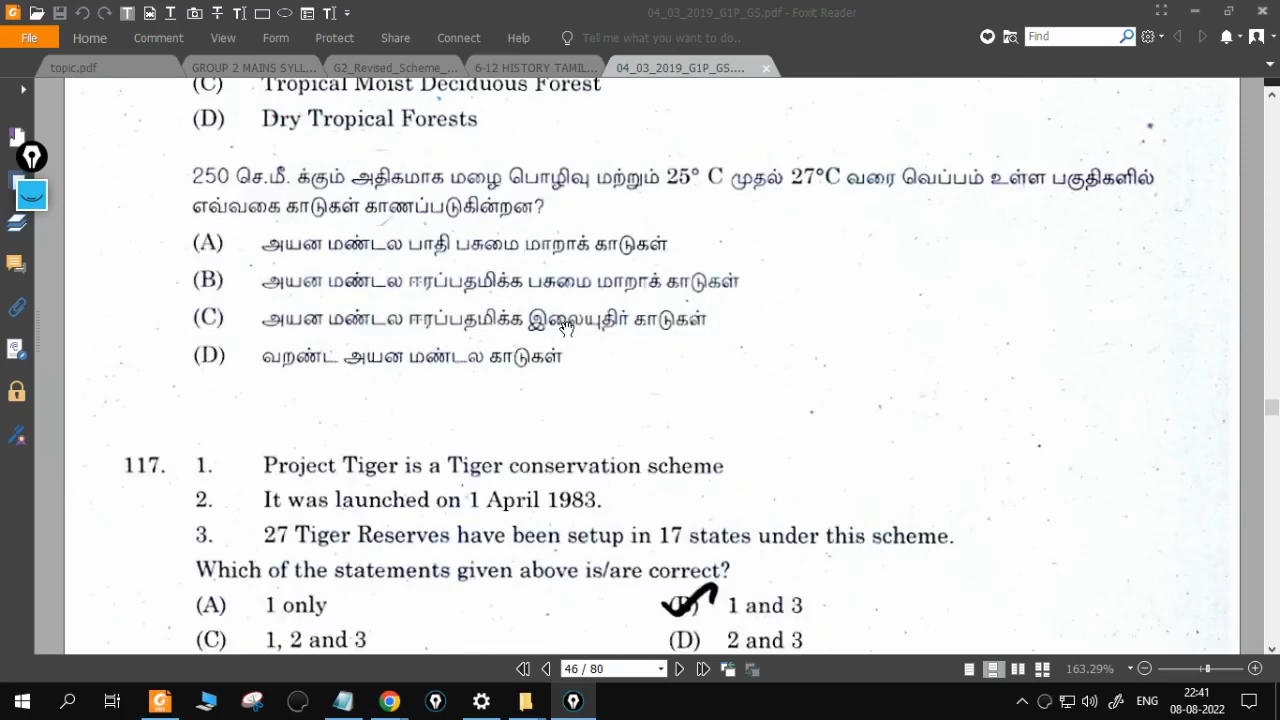 04_03_2019_G1P_GS.pdf - Foxit Reader
File Home Comment View Form Protect Share Connect Help Tell me what you want to do.. Find
topic.pdf GROUP 2 MAINS SYLL... G2_Revised_Scheme_... 6-12 HISTORY TAMIL... 04_03_2019_G1P_GS....
(C) Tropical Moist Deciduous Forest
(D) Dry Tropical Forests
250 செ.மீ. க்கும் அதிகமாக மழை பொழிவு மற்றும் 25° C முதல் 27°C வரை வெப்பம் உள்ள பகுதிகளில்
எவ்வகை காடுகள் காணப்படுகின்றன?
(A) அயன மண்டல பாதி பசுமை மாறாக் காடுகள்
(B) அயன மண்டல ஈரப்பதமிக்க பசுமை மாறாக் காடுகள்
(C) அயன மண்டல ஈரப்பதமிக்க இலையுதிர் காடுகள்
(D) வறண்ட அயன மண்டல காடுகள்
117. 1. Project Tiger is a Tiger conservation scheme
2. It was launched on 1 April 1983.
3. 27 Tiger Reserves have been setup in 17 states under this scheme.
Which of the statements given above is/are correct?
(A) 1 only (B) 1 and 3
(C) 1, 2 and 3 (D) 2 and 3
46 / 80 163.29%
ENG 22:41
08-08-2022